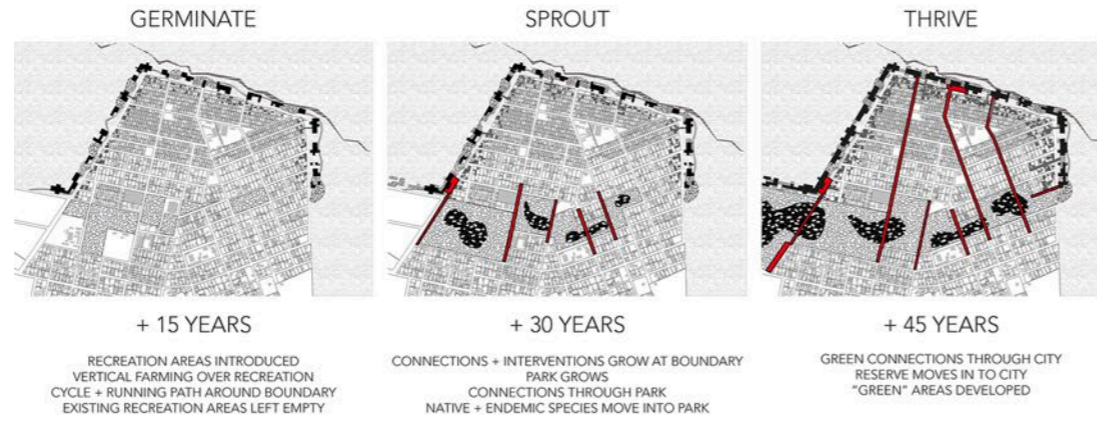 GERMINATE
SPROUT
THRIVE
+ 15 YEARS
+ 30 YEARS
+ 45 YEARS
RECREATION AREAS INTRODUCED
VERTICAL FARMING OVER RECREATION
CYCLE + RUNNING PATH AROUND BOUNDARY
EXISTING RECREATION AREAS LEFT EMPTY
CONNECTIONS + INTERVENTIONS GROW AT BOUNDARY
PARK GROWS
CONNECTIONS THROUGH PARK
NATIVE + ENDEMIC SPECIES MOVE INTO PARK
GREEN CONNECTIONS THROUGH CITY
RESERVE MOVES IN TO CITY
"GREEN" AREAS DEVELOPED